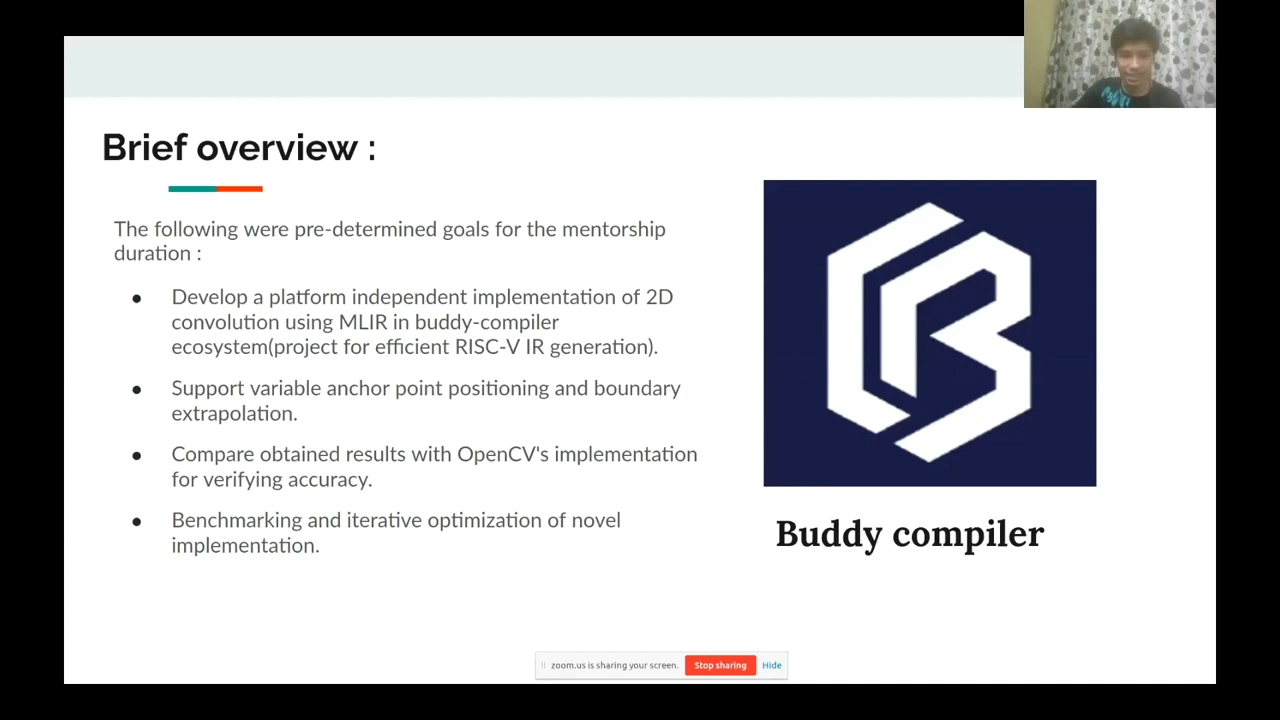 Brief overview :
The following were pre-determined goals for the mentorship
duration :
● Develop a platform independent implementation of 2D
convolution using MLIR in buddy-compiler
ecosystem(project for efficient RISC-V IR generation).
● Support variable anchor point positioning and boundary
extrapolation.
● Compare obtained results with OpenCV's implementation
for verifying accuracy.
● Benchmarking and iterative optimization of novel
implementation.
Buddy compiler
zoom.us is sharing your screen. Stop sharing Hide